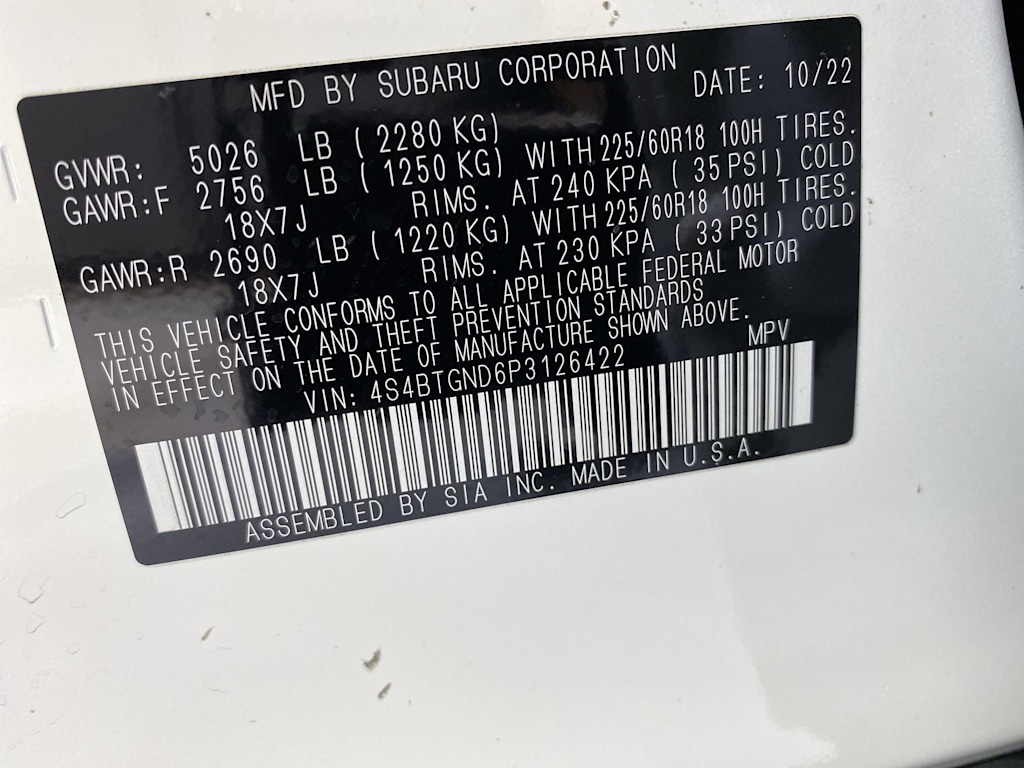 MFD BY SUBARU CORPORATION DATE: 10/22
GVWR: 5026 LB ( 2280 KG)
GAWR:F 2756 LB ( 1250 KG) WITH 225/60R18 100H TIRES.
18X7J RIMS. AT 240 KPA ( 35 PSI) COLD
GAWR:R 2690 LB ( 1220 KG) WITH 225/60R18 100H TIRES.
18X7J RIMS. AT 230 KPA ( 33 PSI) COLD
THIS VEHICLE CONFORMS TO ALL APPLICABLE FEDERAL MOTOR
VEHICLE SAFETY AND THEFT PREVENTION STANDARDS
IN EFFECT ON THE DATE OF MANUFACTURE SHOWN ABOVE.
VIN: 4S4BTGND6P3126422 MPV
ASSEMBLED BY SIA INC. MADE IN U.S.A.